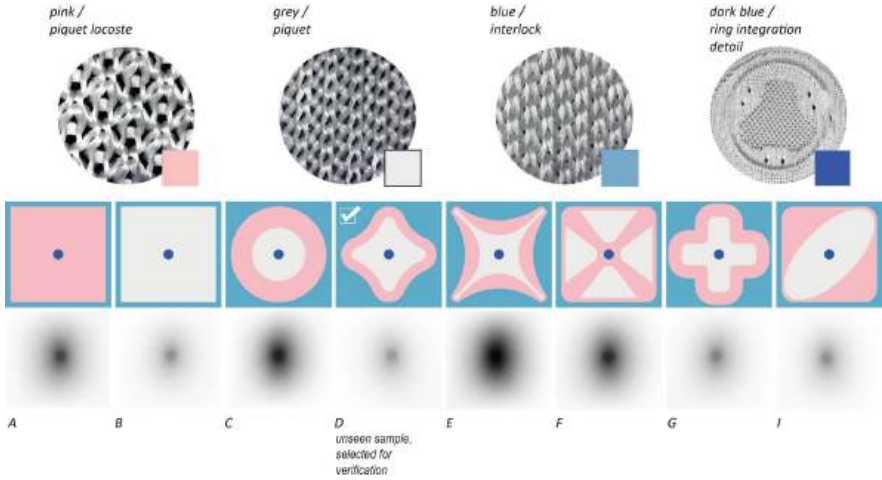 pink /
piquet lacoste
grey /
piquet
blue /
interlock
dark blue /
ring integration
detail
A
B
C
D
E
F
G
I
unseen sample,
selected for
verification